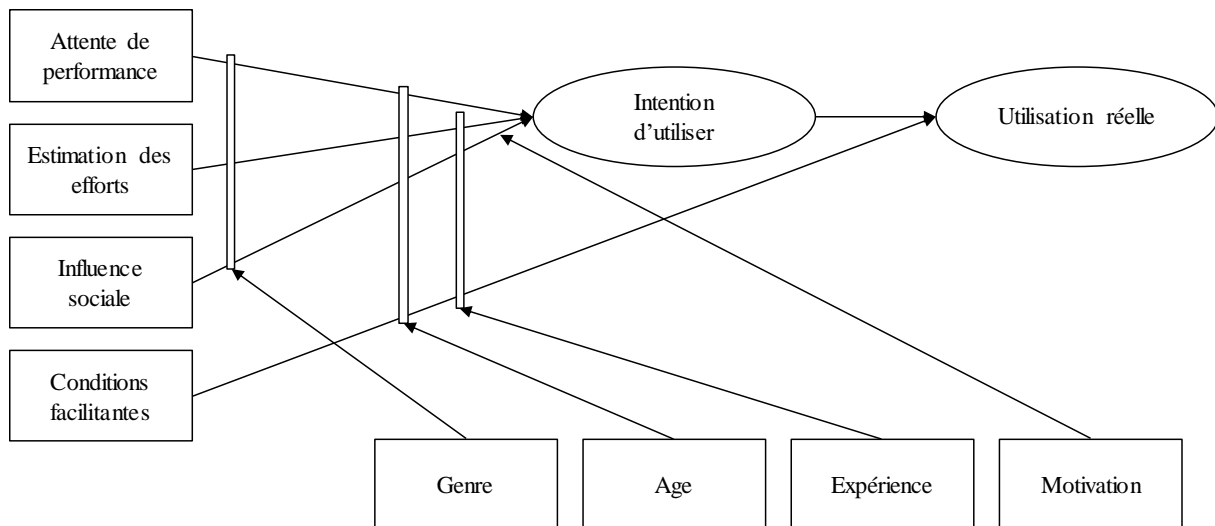 Attente de
performance
Estimation des
efforts
Influence
sociale
Conditions
facilitantes
Intention
d’utiliser
Utilisation réelle
Genre
Age
Expérience
Motivation